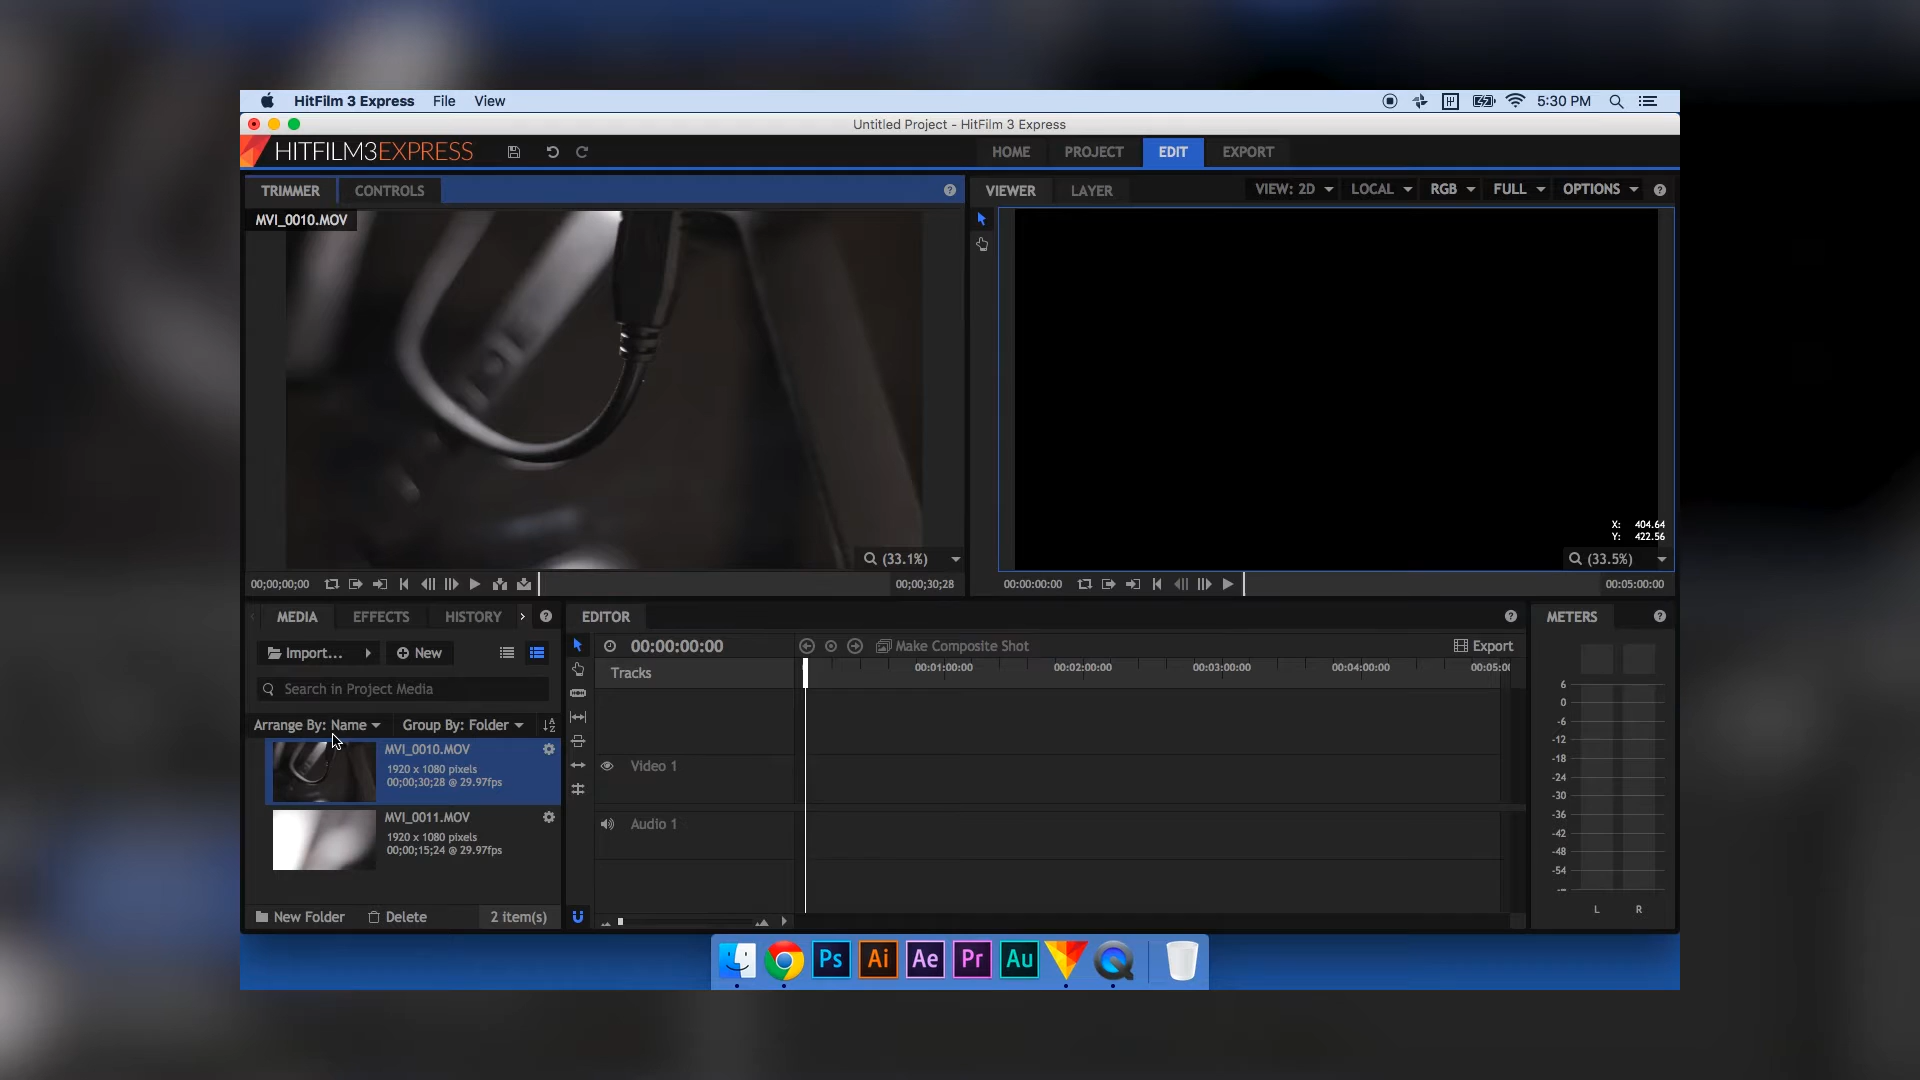 HitFilm 3 Express File View 5:30 PM
Untitled Project - HitFilm 3 Express
HITFILM3EXPRESS HOME PROJECT EDIT EXPORT
TRIMMER CONTROLS VIEWER LAYER VIEW: 2D LOCAL RGB FULL OPTIONS
MVI_0010.MOV
X: 404.64
Y: 422.56
(33.1%) (33.5%)
00;00;00;00 00;00;30;28 00:00:00:00 00:05:00:00
MEDIA EFFECTS HISTORY EDITOR METERS
Import... New 00:00:00:00 Make Composite Shot Export
Tracks 00:01:00:00 00:02:00:00 00:03:00:00 00:04:00:00 00:05:0
Search in Project Media
Arrange By: Name Group By: Folder
MVI_0010.MOV
1920 x 1080 pixels
00;00;30;28 @ 29.97fps
MVI_0011.MOV
1920 x 1080 pixels
00;00;15;24 @ 29.97fps
Video 1
Audio 1
6
0
-6
-12
-18
-24
-30
-36
-42
-48
-54
-∞
L R
New Folder Delete 2 item(s)
Ps Ai Ae Pr Au